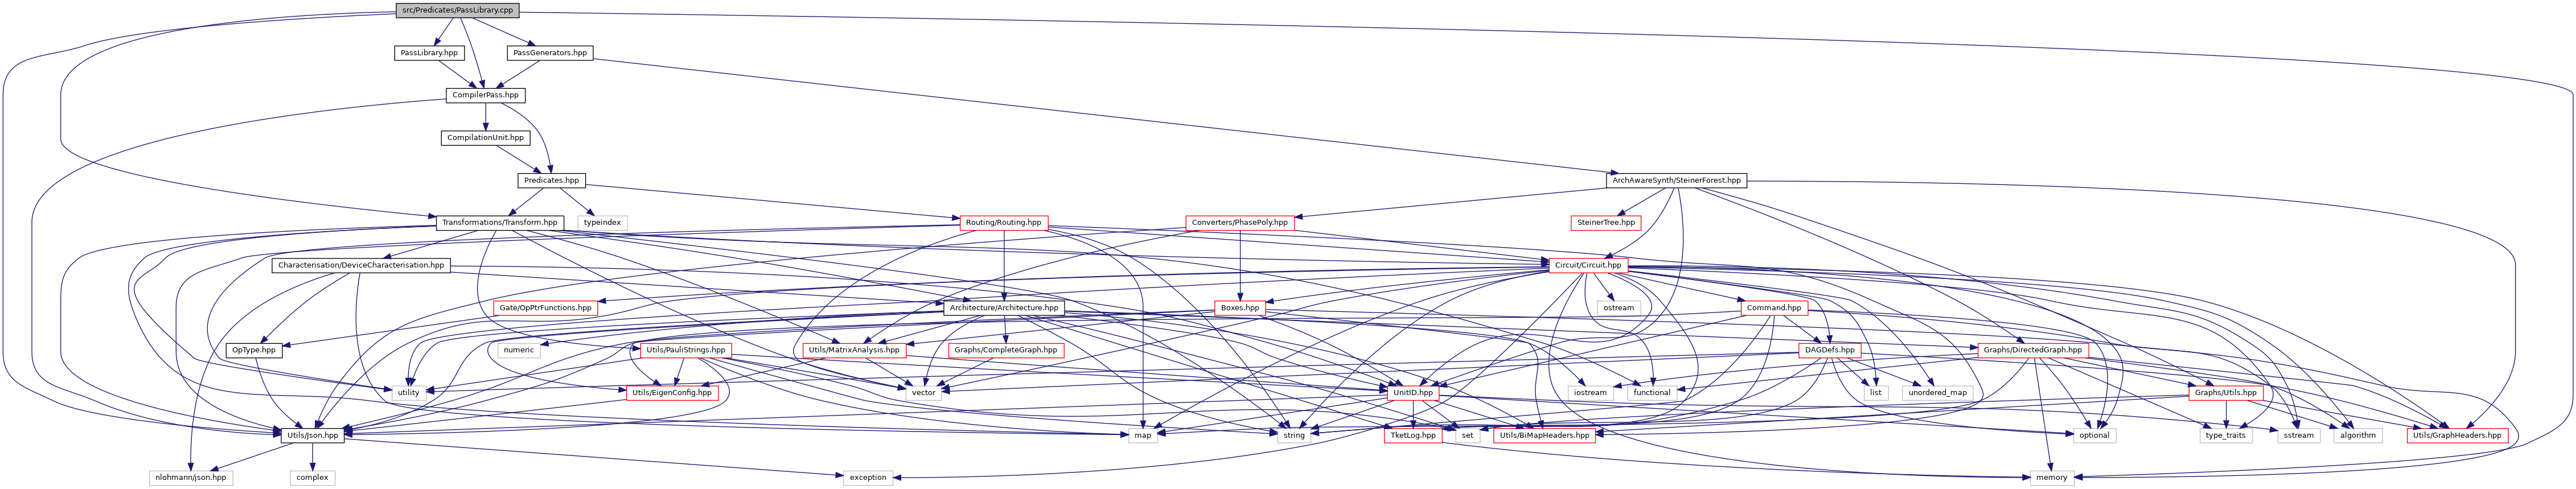 src/Predicates/PassLibrary.cpp
PassLibrary.hpp
PassGenerators.hpp
CompilerPass.hpp
CompilationUnit.hpp
Predicates.hpp
ArchAwareSynth/SteinerForest.hpp
Transformations/Transform.hpp
typeindex
Routing/Routing.hpp
Converters/PhasePoly.hpp
SteinerTree.hpp
Characterisation/DeviceCharacterisation.hpp
Circuit/Circuit.hpp
Gate/OpPtrFunctions.hpp
Architecture/Architecture.hpp
Boxes.hpp
ostream
Command.hpp
OpType.hpp
numeric
Utils/PauliStrings.hpp
Utils/MatrixAnalysis.hpp
Graphs/CompleteGraph.hpp
DAGDefs.hpp
Graphs/DirectedGraph.hpp
utility
Utils/EigenConfig.hpp
vector
UnitID.hpp
iostream
functional
list
unordered_map
Graphs/Utils.hpp
Utils/Json.hpp
map
string
TketLog.hpp
set
Utils/BiMapHeaders.hpp
optional
type_traits
sstream
algorithm
Utils/GraphHeaders.hpp
nlohmann/json.hpp
complex
exception
memory